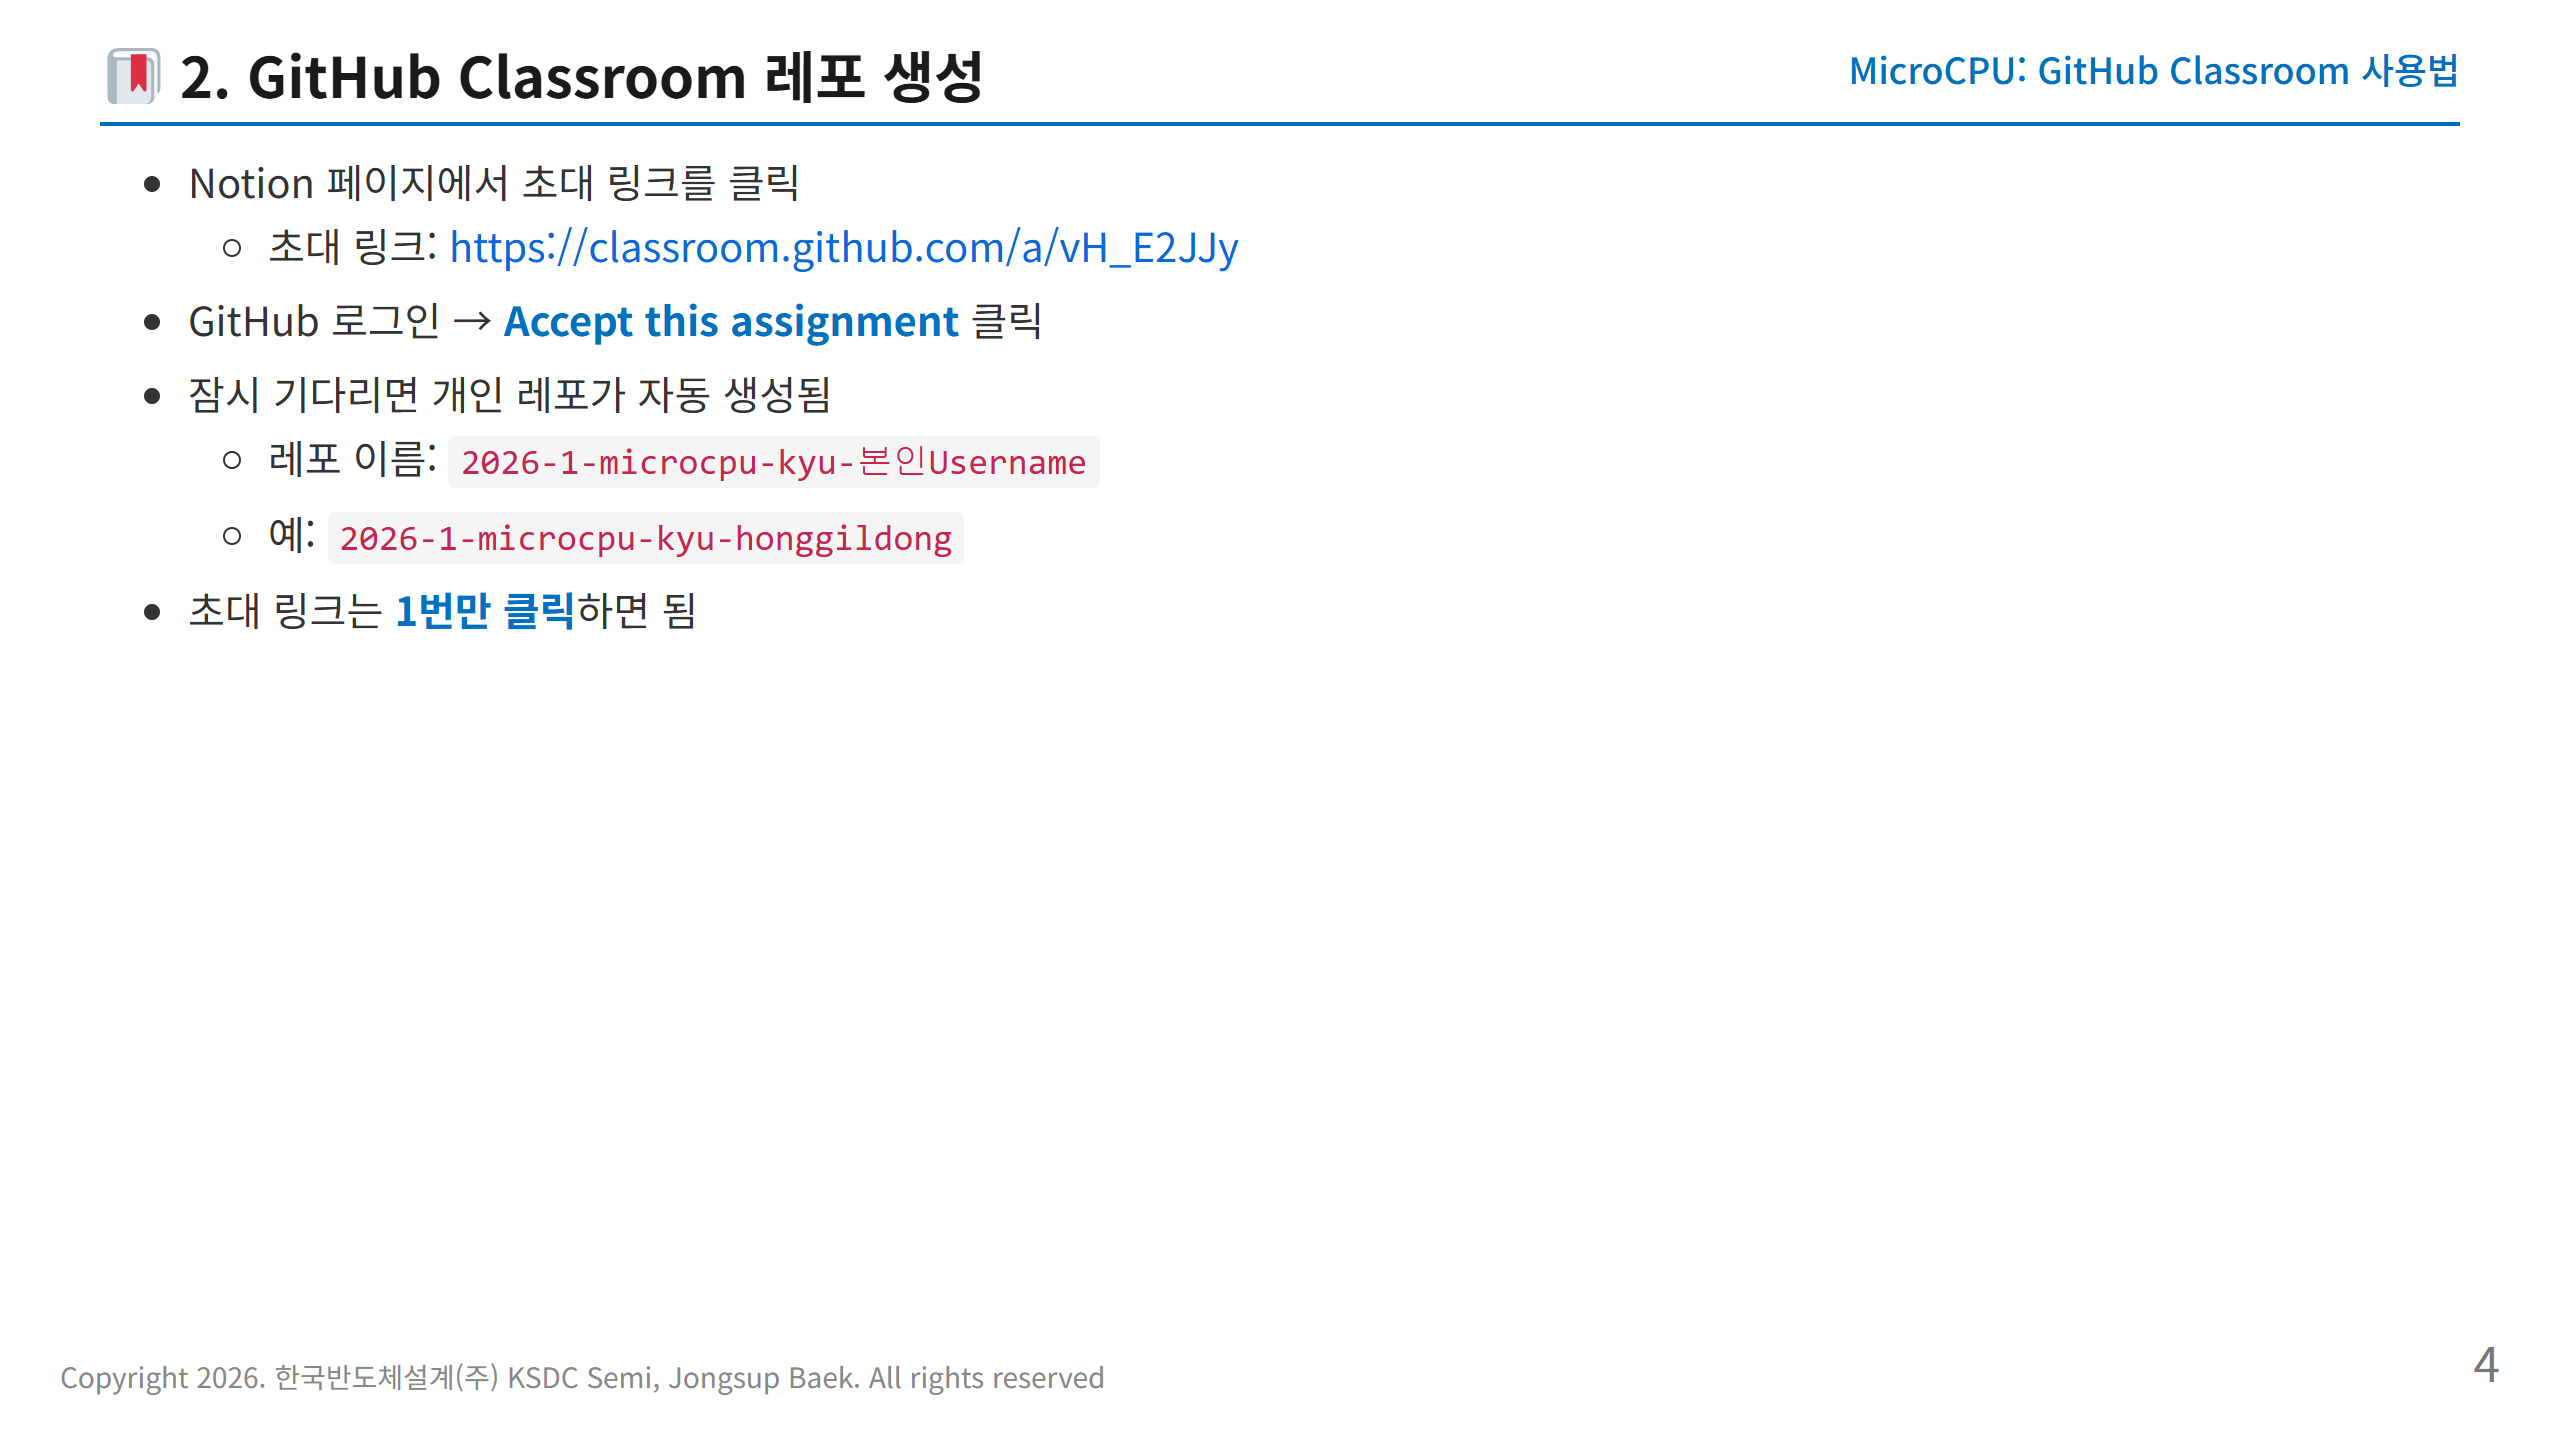 2. GitHub Classroom 레포 생성
MicroCPU: GitHub Classroom 사용법
Notion 페이지에서 초대 링크를 클릭
초대 링크: https://classroom.github.com/a/vH_E2JJy
GitHub 로그인 → Accept this assignment 클릭
잠시 기다리면 개인 레포가 자동 생성됨
레포 이름: 2026-1-microcpu-kyu-본인Username
예: 2026-1-microcpu-kyu-honggildong
초대 링크는 1번만 클릭하면 됨
Copyright 2026. 한국반도체설계(주) KSDC Semi, Jongsup Baek. All rights reserved
4